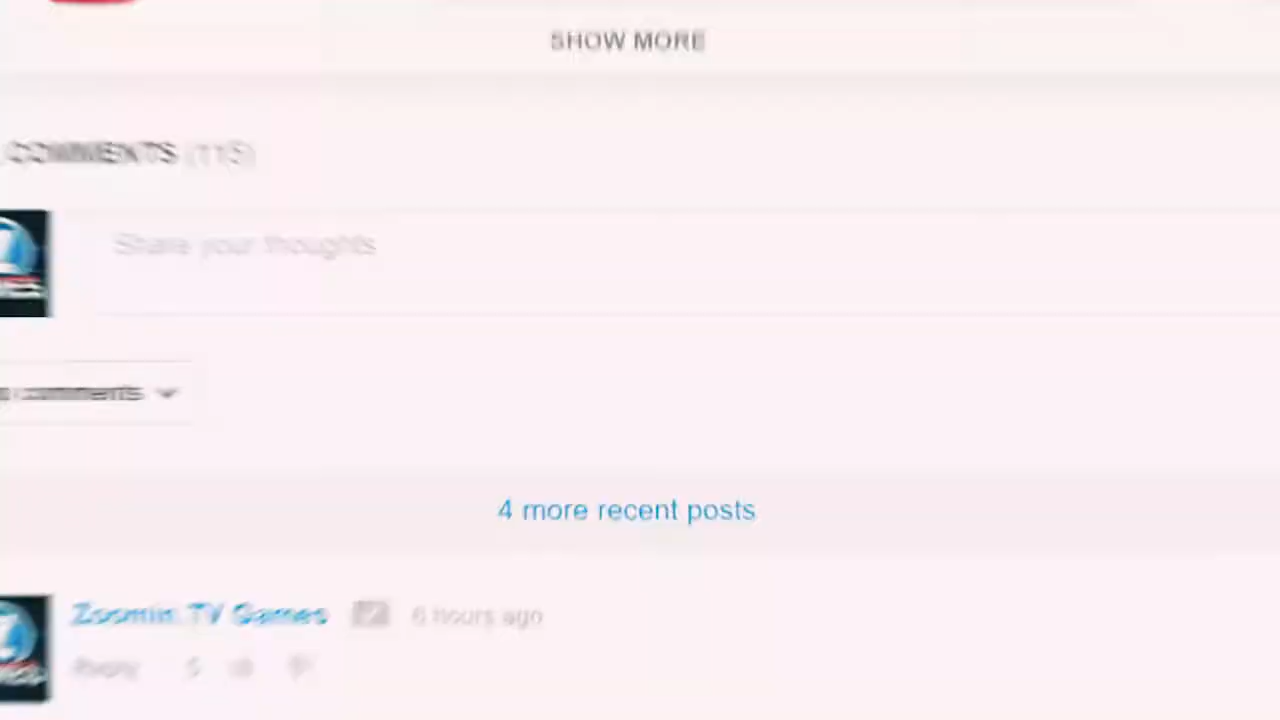 SHOW MORE
COMMENTS (115)
Share your thoughts
comments
4 more recent posts
Zoomin.TV Games 6 hours ago
Reply 5